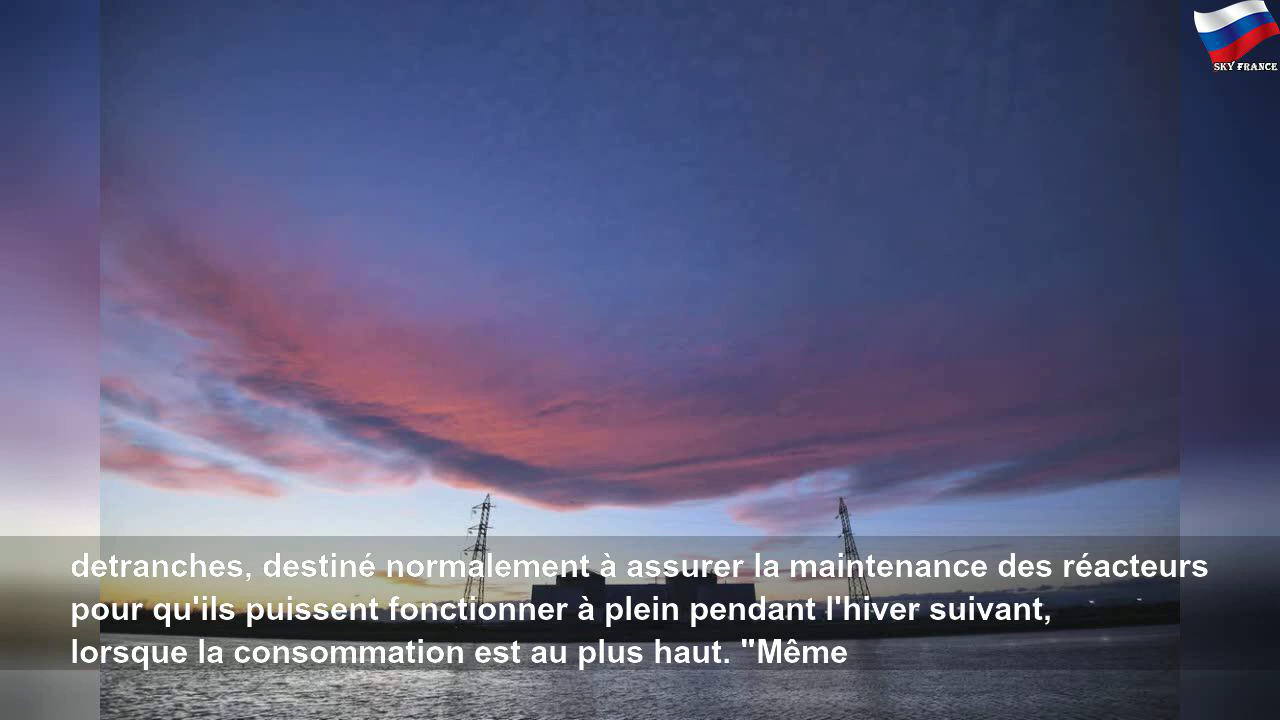 SKY FRANCE
detranches, destiné normalement à assurer la maintenance des réacteurs
pour qu'ils puissent fonctionner à plein pendant l'hiver suivant,
lorsque la consommation est au plus haut. "Même